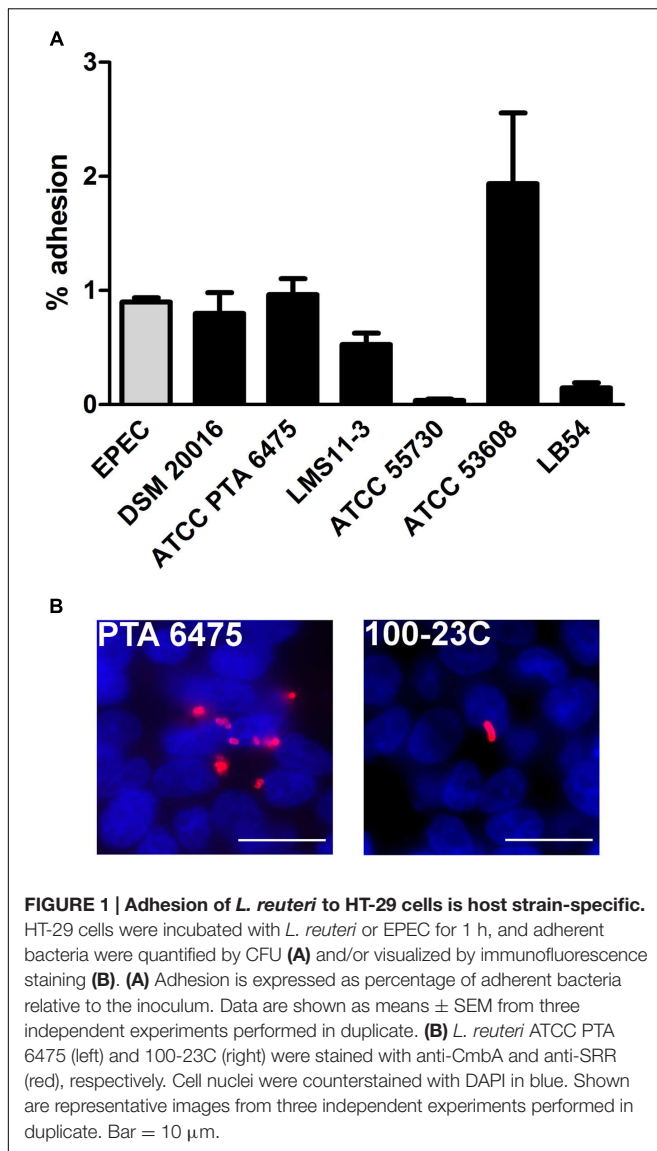 A
3
2
1
0
% adhesion
EPEC
DSM 20016
ATCC PTA 6475
LMS11-3
ATCC 55730
ATCC 53608
LB54
B
PTA 6475
100-23C
FIGURE 1 | Adhesion of L. reuteri to HT-29 cells is host strain-specific.
HT-29 cells were incubated with L. reuteri or EPEC for 1 h, and adherent
bacteria were quantified by CFU (A) and/or visualized by immunofluorescence
staining (B). (A) Adhesion is expressed as percentage of adherent bacteria
relative to the inoculum. Data are shown as means ± SEM from three
independent experiments performed in duplicate. (B) L. reuteri ATCC PTA
6475 (left) and 100-23C (right) were stained with anti-CmbA and anti-SRR
(red), respectively. Cell nuclei were counterstained with DAPI in blue. Shown
are representative images from three independent experiments performed in
duplicate. Bar = 10 μm.